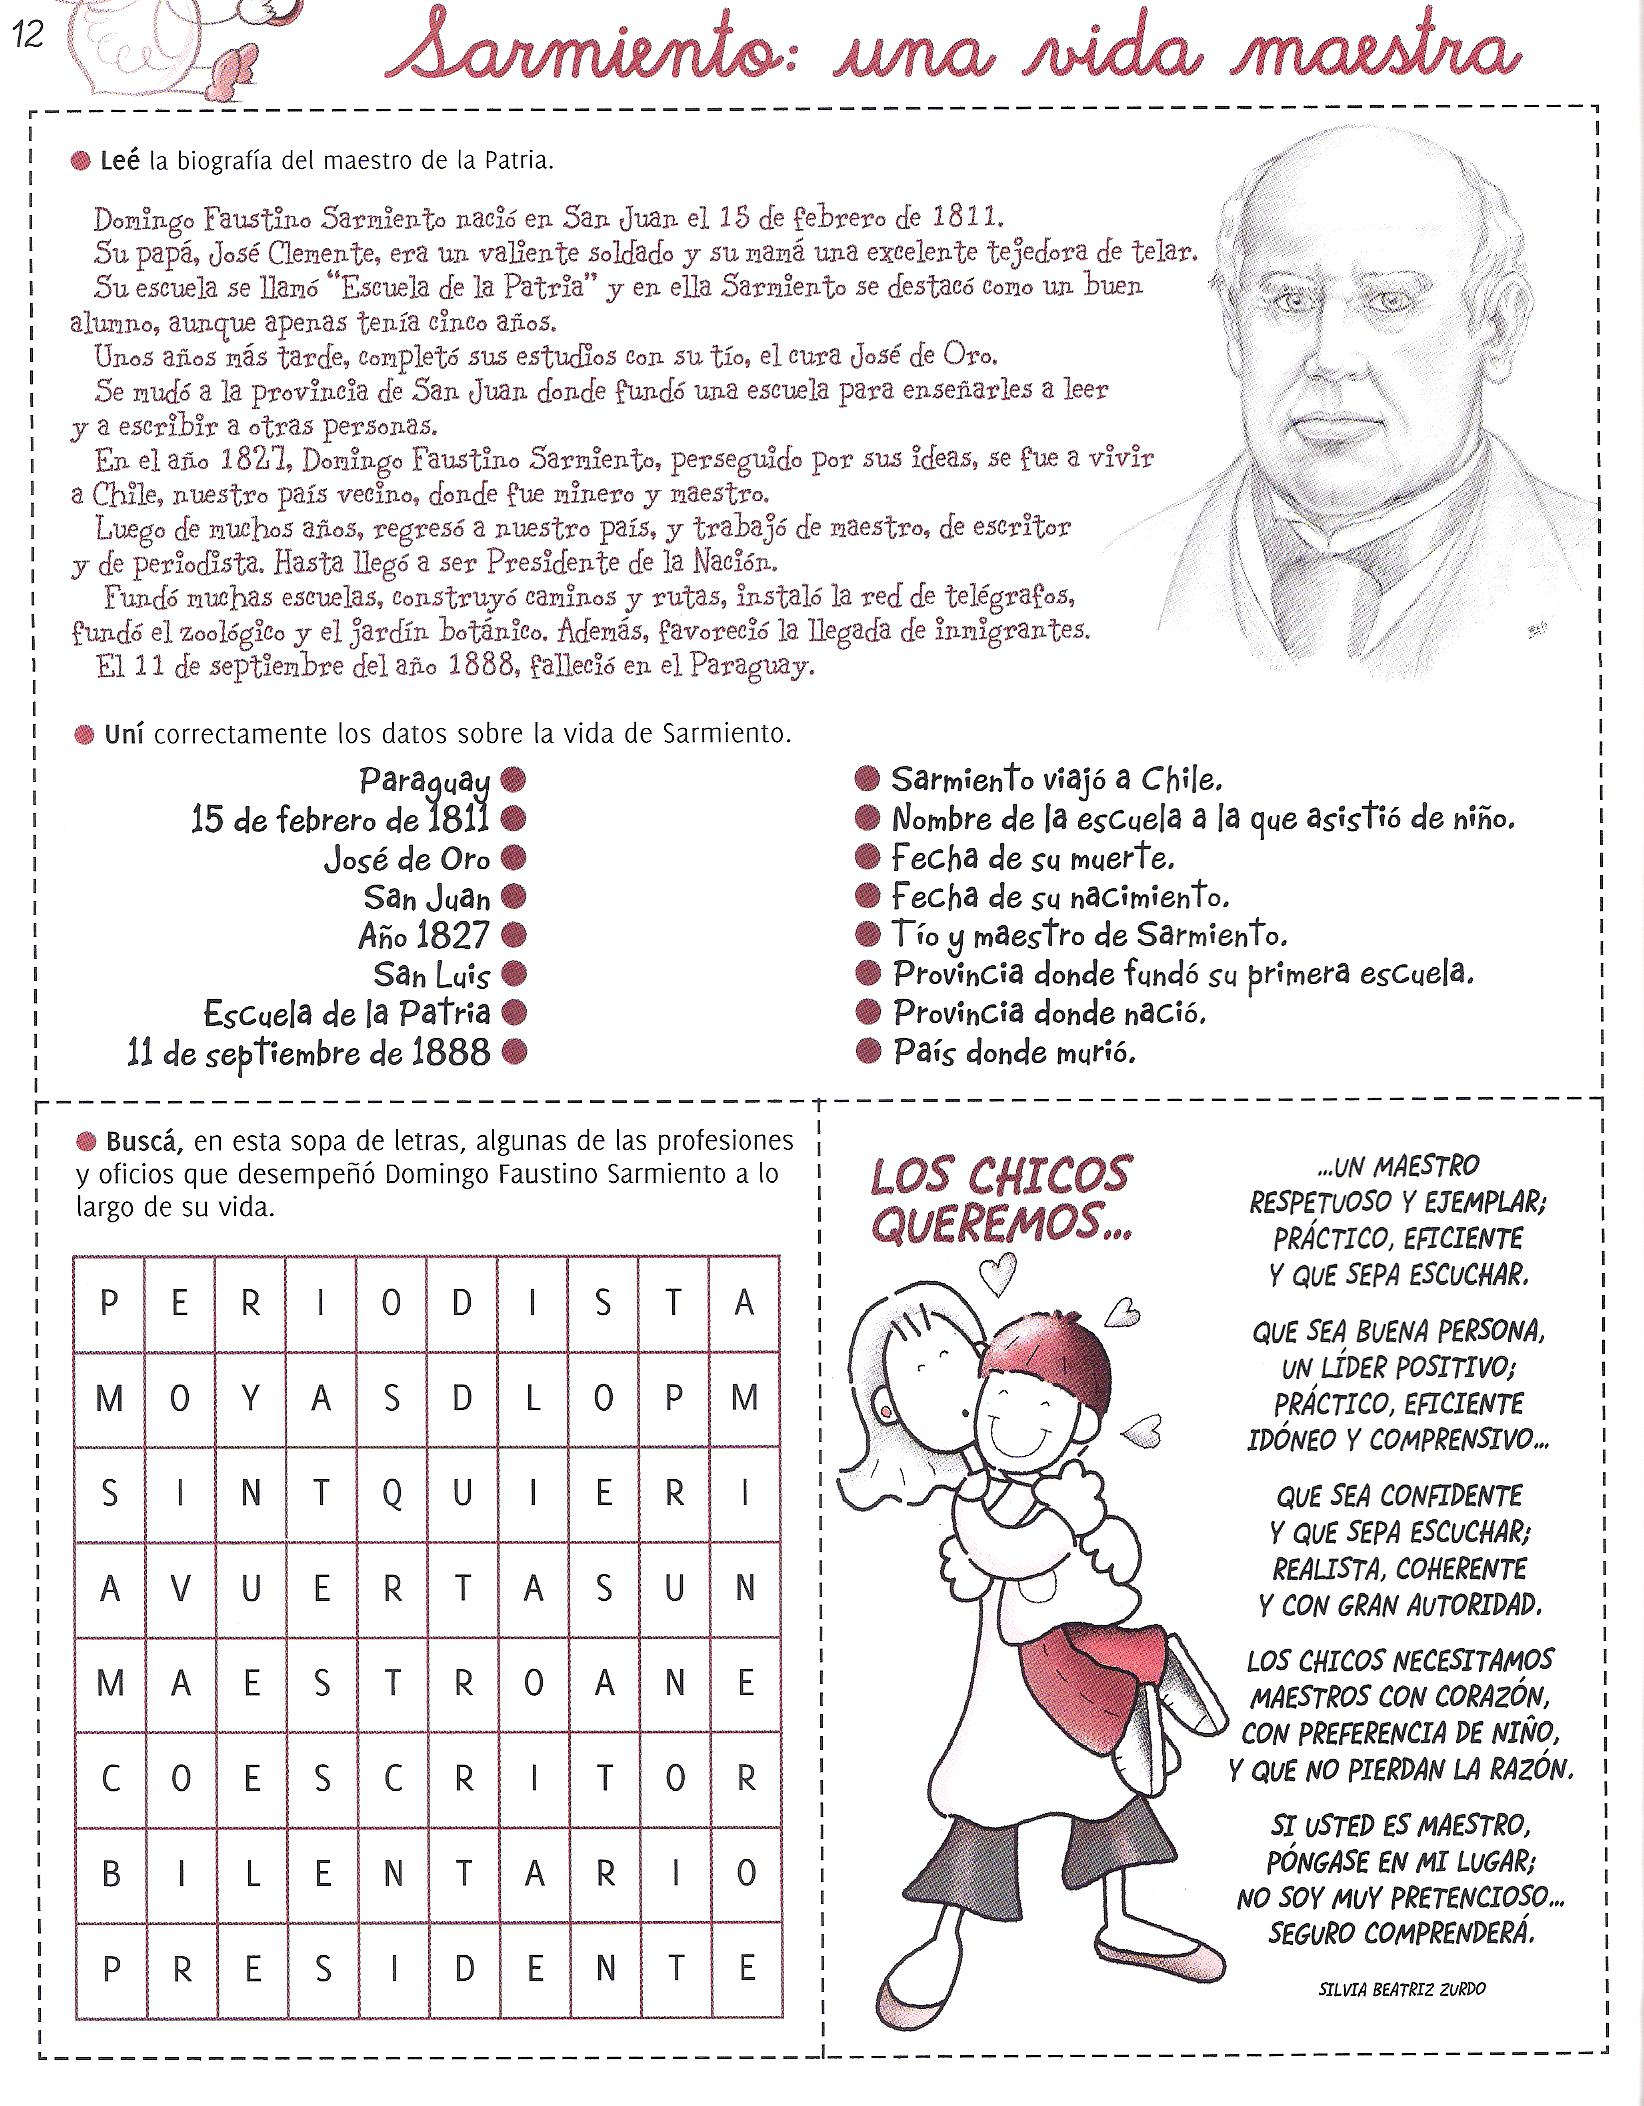 12
Sarmiento: una vida maestra
Leé la biografía del maestro de la Patria.
Domingo Faustino Sarmiento nació en San Juan el 15 de febrero de 1811.
Su papá, José Clemente, era un valiente soldado y su mamá una excelente tejedora de telar.
Su escuela se llamó “Escuela de la Patria” y en ella Sarmiento se destacó como un buen
alumno, aunque apenas tenía cinco años.
Unos años más tarde, completó sus estudios con su tío, el cura José de Oro.
Se mudó a la provincia de San Juan donde fundó una escuela para enseñarles a leer
y a escribir a otras personas.
En el año 1827, Domingo Faustino Sarmiento, perseguido por sus ideas, se fue a vivir
a Chile, nuestro país vecino, donde fue minero y maestro.
Luego de muchos años, regresó a nuestro país, y trabajó de maestro, de escritor
y de periodista. Hasta llegó a ser Presidente de la Nación.
Fundó muchas escuelas, construyó caminos y rutas, instaló la red de telégrafos,
fundó el zoológico y el jardín botánico. Además, favoreció la llegada de inmigrantes.
El 11 de septiembre del año 1888, falleció en el Paraguay.
Uní correctamente los datos sobre la vida de Sarmiento.
Paraguay
15 de febrero de 1811
José de Oro
San Juan
Año 1827
San Luis
Escuela de la Patria
11 de septiembre de 1888
Sarmiento viajó a Chile.
Nombre de la escuela a la que asistió de niño.
Fecha de su muerte.
Fecha de su nacimiento.
Tío y maestro de Sarmiento.
Provincia donde fundó su primera escuela.
Provincia donde nació.
País donde murió.
Buscá, en esta sopa de letras, algunas de las profesiones
y oficios que desempeñó Domingo Faustino Sarmiento a lo
largo de su vida.
P E R I O D I S T A
M O Y A S D L O P M
S I N T Q U I E R I
A V U E R T A S U N
M A E S T R O A N E
C O E S C R I T O R
B I L E N T A R I O
P R E S I D E N T E
LOS CHICOS
QUEREMOS...
...UN MAESTRO
RESPETUOSO Y EJEMPLAR;
PRÁCTICO, EFICIENTE
Y QUE SEPA ESCUCHAR.
QUE SEA BUENA PERSONA,
UN LÍDER POSITIVO;
PRÁCTICO, EFICIENTE
IDÓNEO Y COMPRENSIVO...
QUE SEA CONFIDENTE
Y QUE SEPA ESCUCHAR;
REALISTA, COHERENTE
Y CON GRAN AUTORIDAD.
LOS CHICOS NECESITAMOS
MAESTROS CON CORAZÓN,
CON PREFERENCIA DE NIÑO,
Y QUE NO PIERDAN LA RAZÓN.
SI USTED ES MAESTRO,
PÓNGASE EN MI LUGAR;
NO SOY MUY PRETENCIOSO...
SEGURO COMPRENDERÁ.
SILVIA BEATRIZ ZURDO